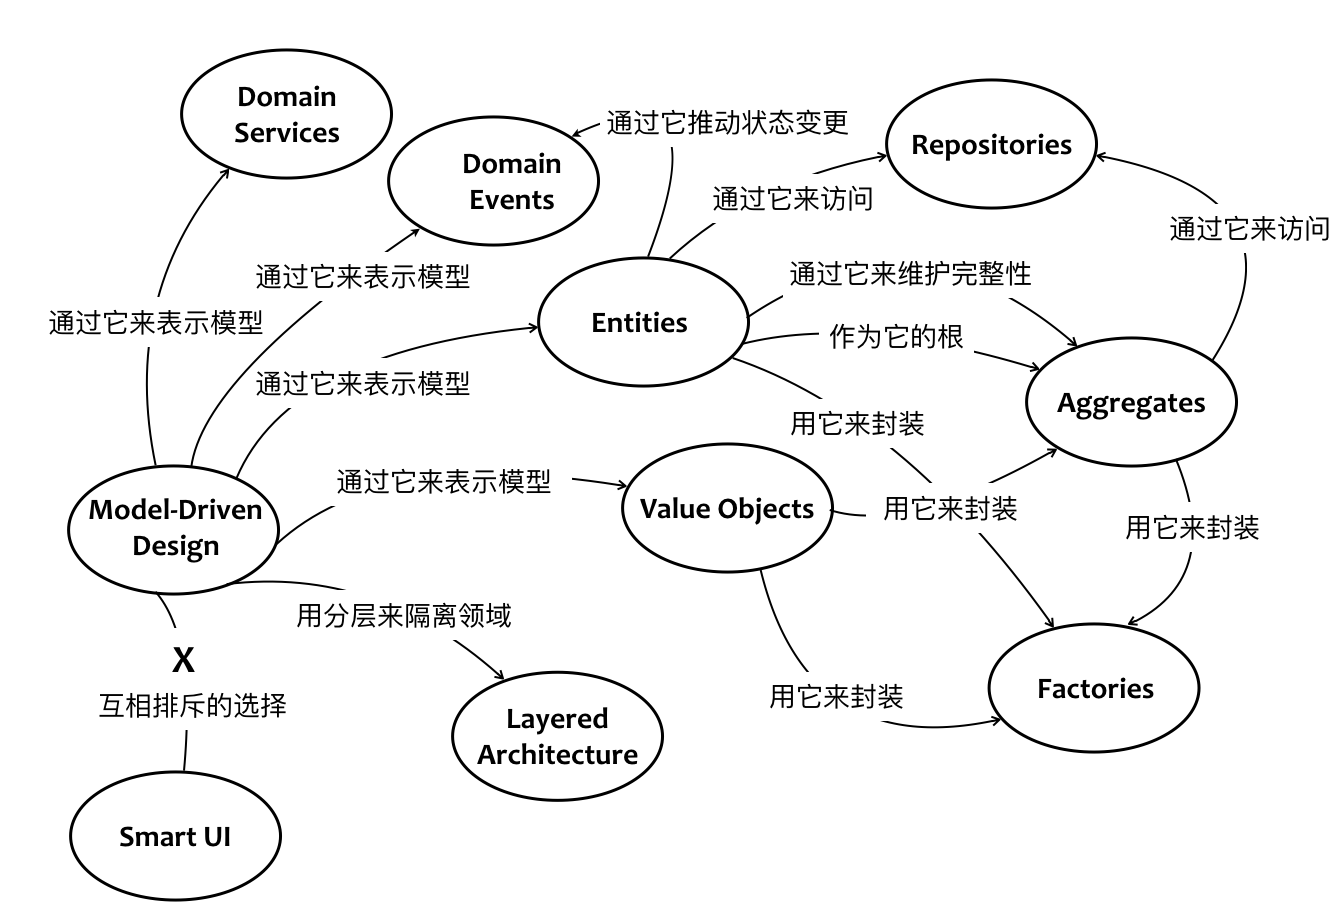 Domain
Services
通过它推动状态变更
Repositories
Domain
Events
通过它来访问
通过它来访问
通过它来表示模型
通过它来维护完整性
通过它来表示模型
Entities
作为它的根
通过它来表示模型
Aggregates
用它来封装
通过它来表示模型
Value Objects
用它来封装
Model-Driven
Design
用它来封装
用分层来隔离领域
X
互相排斥的选择
用它来封装
Factories
Layered
Architecture
Smart UI